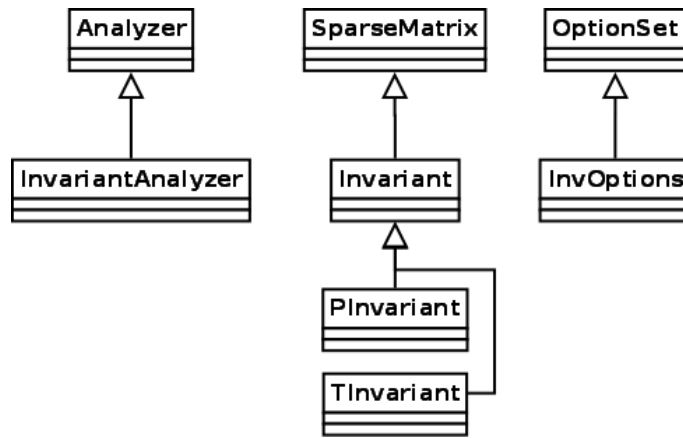 Analyzer
SparseMatrix
OptionSet
InvariantAnalyzer
Invariant
InvOptions
PInvariant
TInvariant